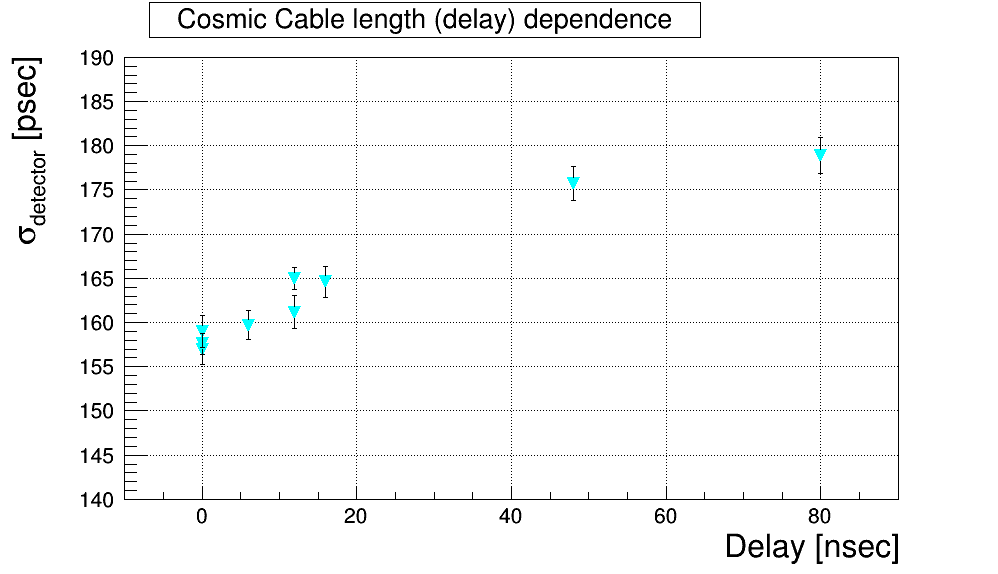 Cosmic Cable length (delay) dependence
σdetector [psec]
190
185
180
175
170
165
160
155
150
145
140
0 20 40 60 80
Delay [nsec]